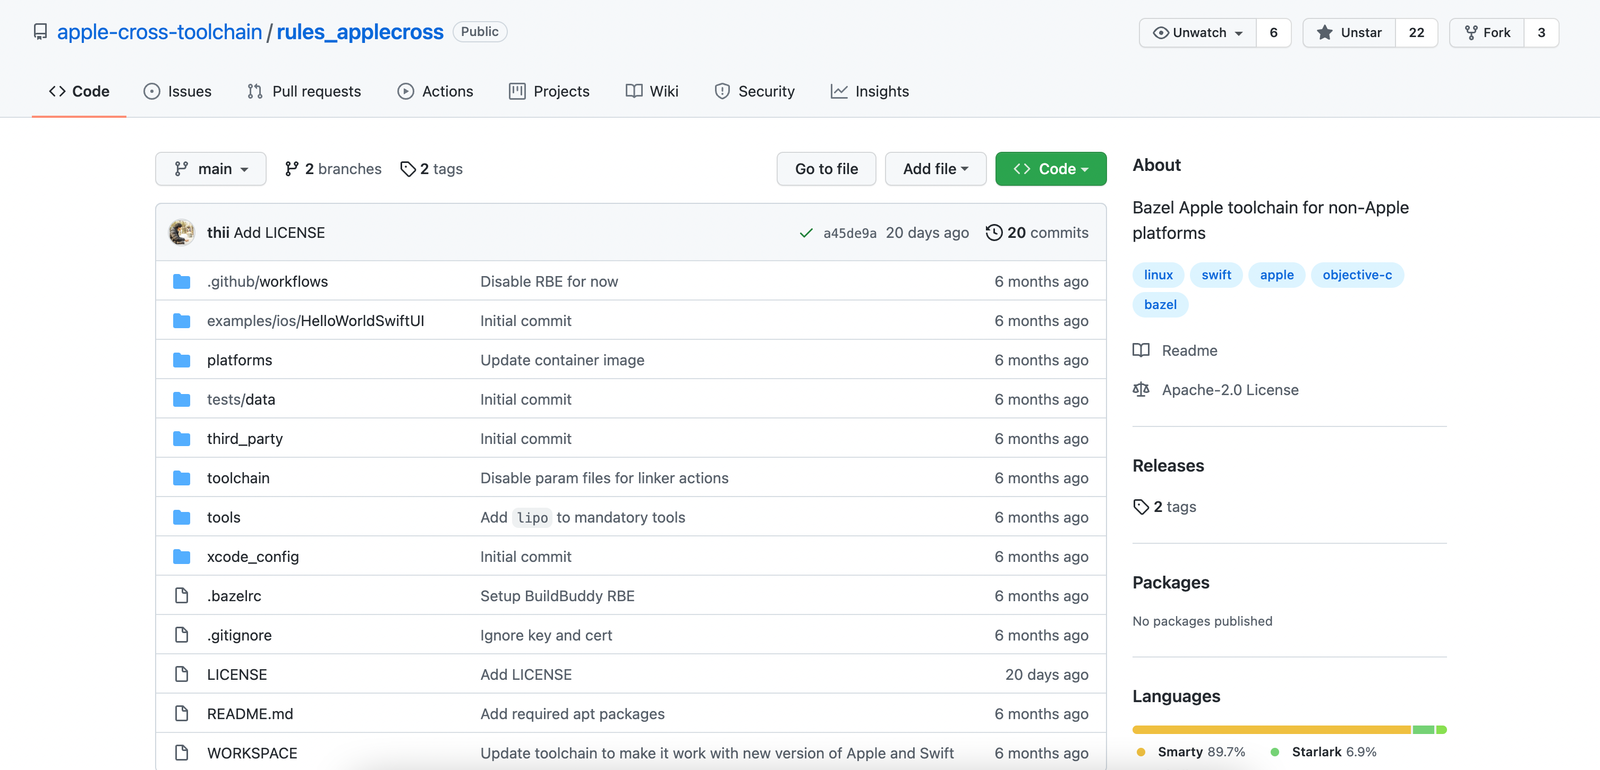 apple-cross-toolchain / rules_applecross Public
Unwatch 6 Unstar 22 Fork 3
Code Issues Pull requests Actions Projects Wiki Security Insights
main 2 branches 2 tags Go to file Add file Code
thii Add LICENSE a45de9a 20 days ago 20 commits
.github/workflows Disable RBE for now 6 months ago
examples/ios/HelloWorldSwiftUI Initial commit 6 months ago
platforms Update container image 6 months ago
tests/data Initial commit 6 months ago
third_party Initial commit 6 months ago
toolchain Disable param files for linker actions 6 months ago
tools Add lipo to mandatory tools 6 months ago
xcode_config Initial commit 6 months ago
.bazelrc Setup BuildBuddy RBE 6 months ago
.gitignore Ignore key and cert 6 months ago
LICENSE Add LICENSE 20 days ago
README.md Add required apt packages 6 months ago
WORKSPACE Update toolchain to make it work with new version of Apple and Swift 6 months ago
About
Bazel Apple toolchain for non-Apple
platforms
linux swift apple objective-c
bazel
Readme
Apache-2.0 License
Releases
2 tags
Packages
No packages published
Languages
Smarty 89.7% Starlark 6.9%